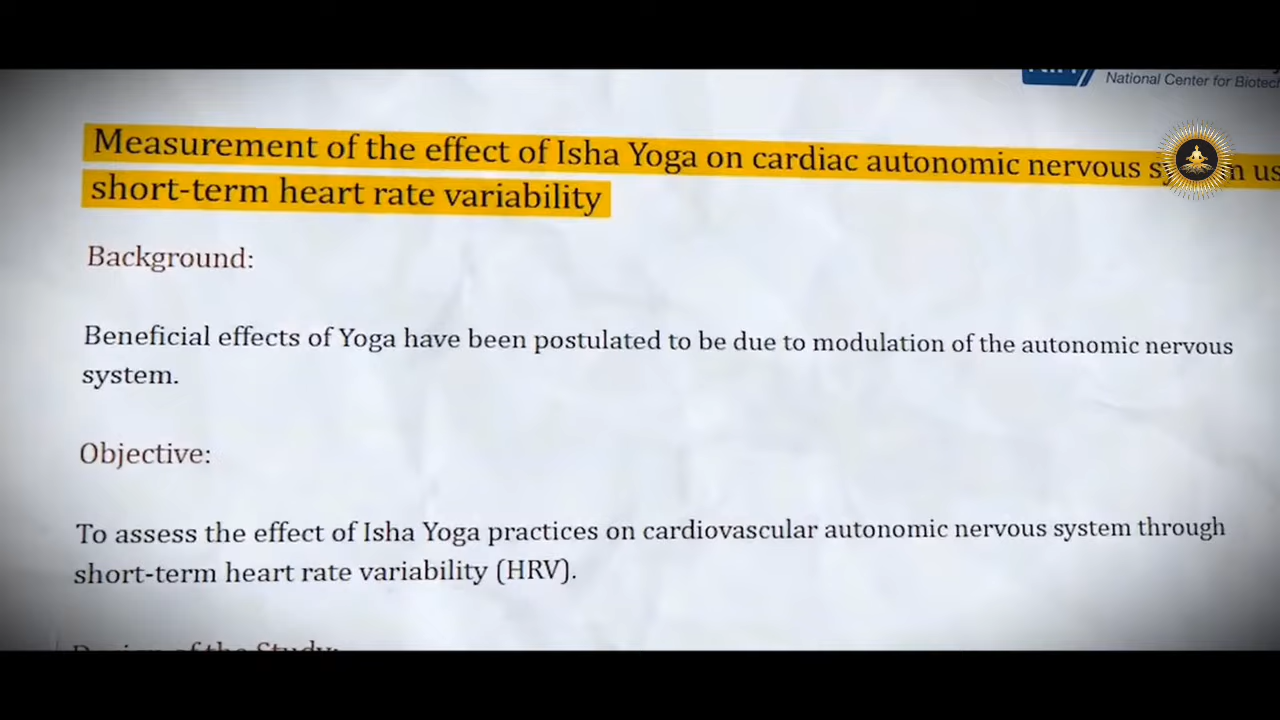 National Center for Biotec
Measurement of the effect of Isha Yoga on cardiac autonomic nervous
short-term heart rate variability
Background:
Beneficial effects of Yoga have been postulated to be due to modulation of the autonomic nervous
system.
Objective:
To assess the effect of Isha Yoga practices on cardiovascular autonomic nervous system through
short-term heart rate variability (HRV).